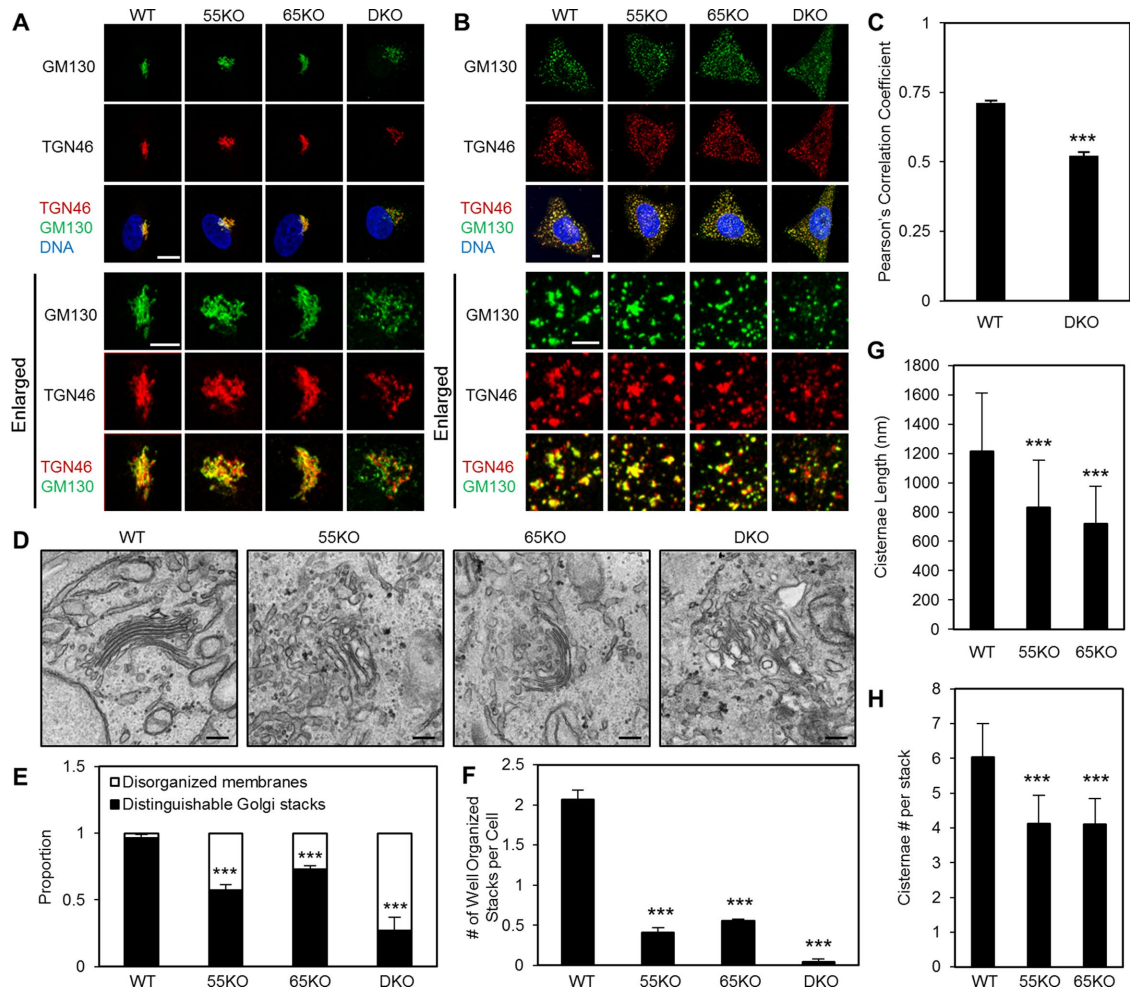 A
WT 55KO 65KO DKO
GM130
TGN46
TGN46
GM130
DNA
Enlarged
GM130
TGN46
TGN46
GM130
B
WT 55KO 65KO DKO
GM130
TGN46
TGN46
GM130
DNA
Enlarged
GM130
TGN46
TGN46
GM130
C
Pearson's Correlation Coefficient
1
0.75
0.5
0.25
0
***
WT DKO
D
WT 55KO 65KO DKO
E
Proportion
1.5
1
0.5
0
Disorganized membranes
Distinguishable Golgi stacks
*** *** ***
WT 55KO 65KO DKO
F
# of Well Organized
Stacks per Cell
2.5
2
1.5
1
0.5
0
*** *** ***
WT 55KO 65KO DKO
G
Cisternae Length (nm)
1800
1600
1400
1200
1000
800
600
400
200
0
*** ***
WT 55KO 65KO
H
Cisternae # per stack
8
7
6
5
4
3
2
1
0
*** ***
WT 55KO 65KO